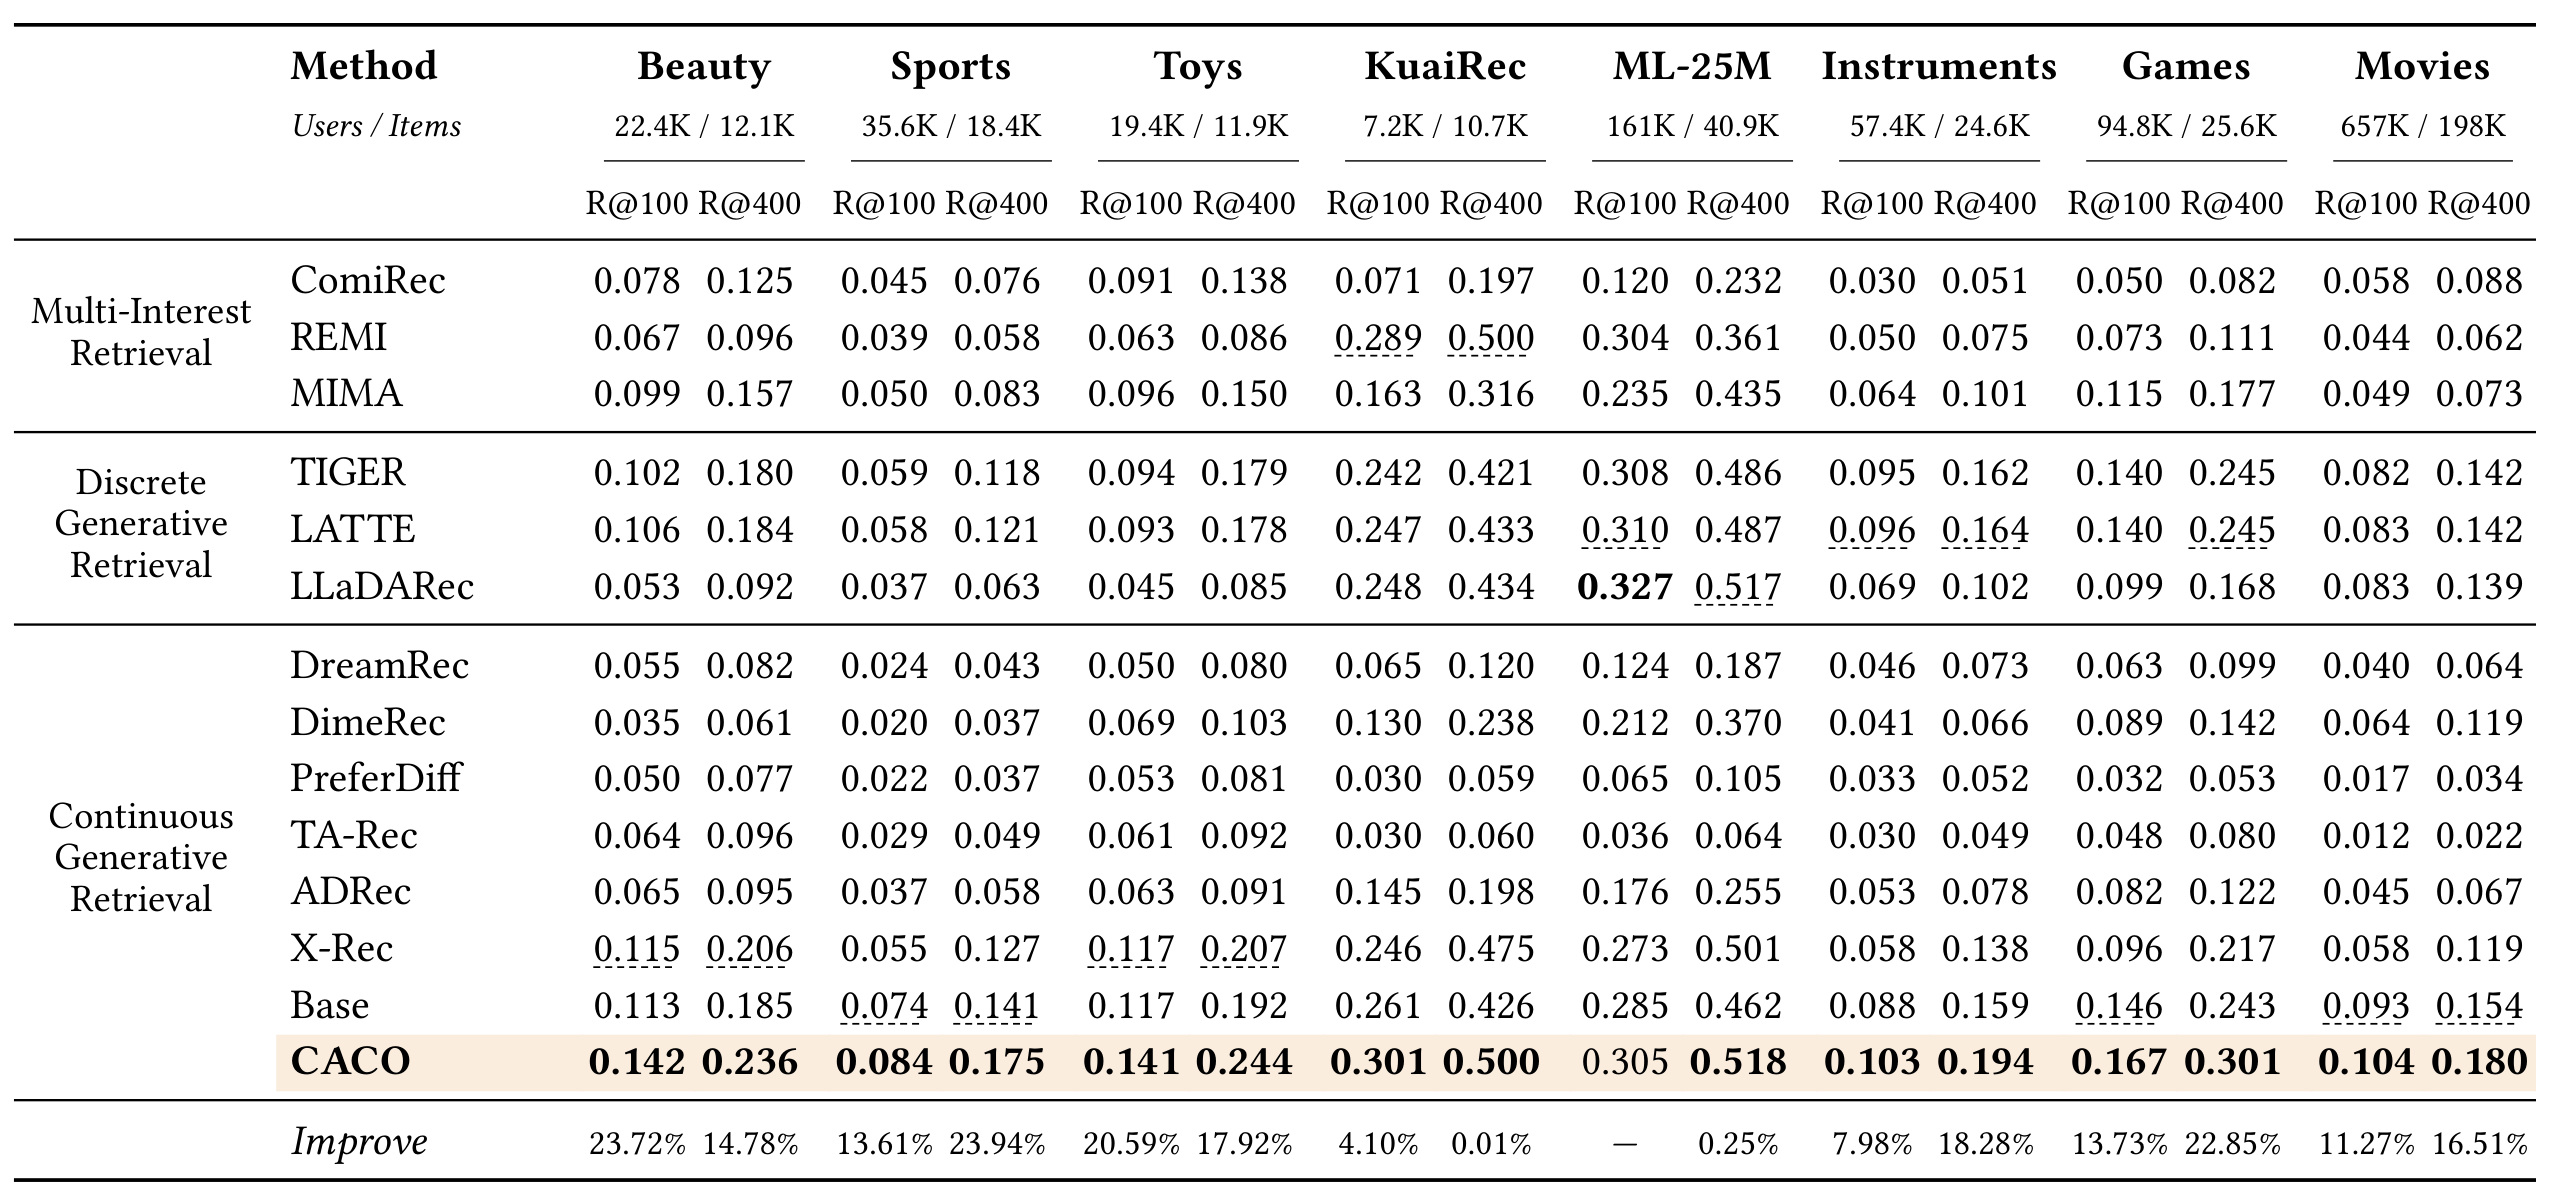 Method Beauty Sports Toys KuaiRec ML-25M Instruments Games Movies
Users / Items 22.4K / 12.1K 35.6K / 18.4K 19.4K / 11.9K 7.2K / 10.7K 161K / 40.9K 57.4K / 24.6K 94.8K / 25.6K 657K / 198K
R@100 R@400 R@100 R@400 R@100 R@400 R@100 R@400 R@100 R@400 R@100 R@400 R@100 R@400 R@100 R@400
Multi-Interest
Retrieval
ComiRec 0.078 0.125 0.045 0.076 0.091 0.138 0.071 0.197 0.120 0.232 0.030 0.051 0.050 0.082 0.058 0.088
REMI 0.067 0.096 0.039 0.058 0.063 0.086 0.289 0.500 0.304 0.361 0.050 0.075 0.073 0.111 0.044 0.062
MIMA 0.099 0.157 0.050 0.083 0.096 0.150 0.163 0.316 0.235 0.435 0.064 0.101 0.115 0.177 0.049 0.073
Discrete
Generative
Retrieval
TIGER 0.102 0.180 0.059 0.118 0.094 0.179 0.242 0.421 0.308 0.486 0.095 0.162 0.140 0.245 0.082 0.142
LATTE 0.106 0.184 0.058 0.121 0.093 0.178 0.247 0.433 0.310 0.487 0.096 0.164 0.140 0.245 0.083 0.142
LLaDARec 0.053 0.092 0.037 0.063 0.045 0.085 0.248 0.434 0.327 0.517 0.069 0.102 0.099 0.168 0.083 0.139
Continuous
Generative
Retrieval
DreamRec 0.055 0.082 0.024 0.043 0.050 0.080 0.065 0.120 0.124 0.187 0.046 0.073 0.063 0.099 0.040 0.064
DimeRec 0.035 0.061 0.020 0.037 0.069 0.103 0.130 0.238 0.212 0.370 0.041 0.066 0.089 0.142 0.064 0.119
PreferDiff 0.050 0.077 0.022 0.037 0.053 0.081 0.030 0.059 0.065 0.105 0.033 0.052 0.032 0.053 0.017 0.034
TA-Rec 0.064 0.096 0.029 0.049 0.061 0.092 0.030 0.060 0.036 0.064 0.030 0.049 0.048 0.080 0.012 0.022
ADRec 0.065 0.095 0.037 0.058 0.063 0.091 0.145 0.198 0.176 0.255 0.053 0.078 0.082 0.122 0.045 0.067
X-Rec 0.115 0.206 0.055 0.127 0.117 0.207 0.246 0.475 0.273 0.501 0.058 0.138 0.096 0.217 0.058 0.119
Base 0.113 0.185 0.074 0.141 0.117 0.192 0.261 0.426 0.285 0.462 0.088 0.159 0.146 0.243 0.093 0.154
CACO 0.142 0.236 0.084 0.175 0.141 0.244 0.301 0.500 0.305 0.518 0.103 0.194 0.167 0.301 0.104 0.180
Improve 23.72% 14.78% 13.61% 23.94% 20.59% 17.92% 4.10% 0.01% — 0.25% 7.98% 18.28% 13.73% 22.85% 11.27% 16.51%